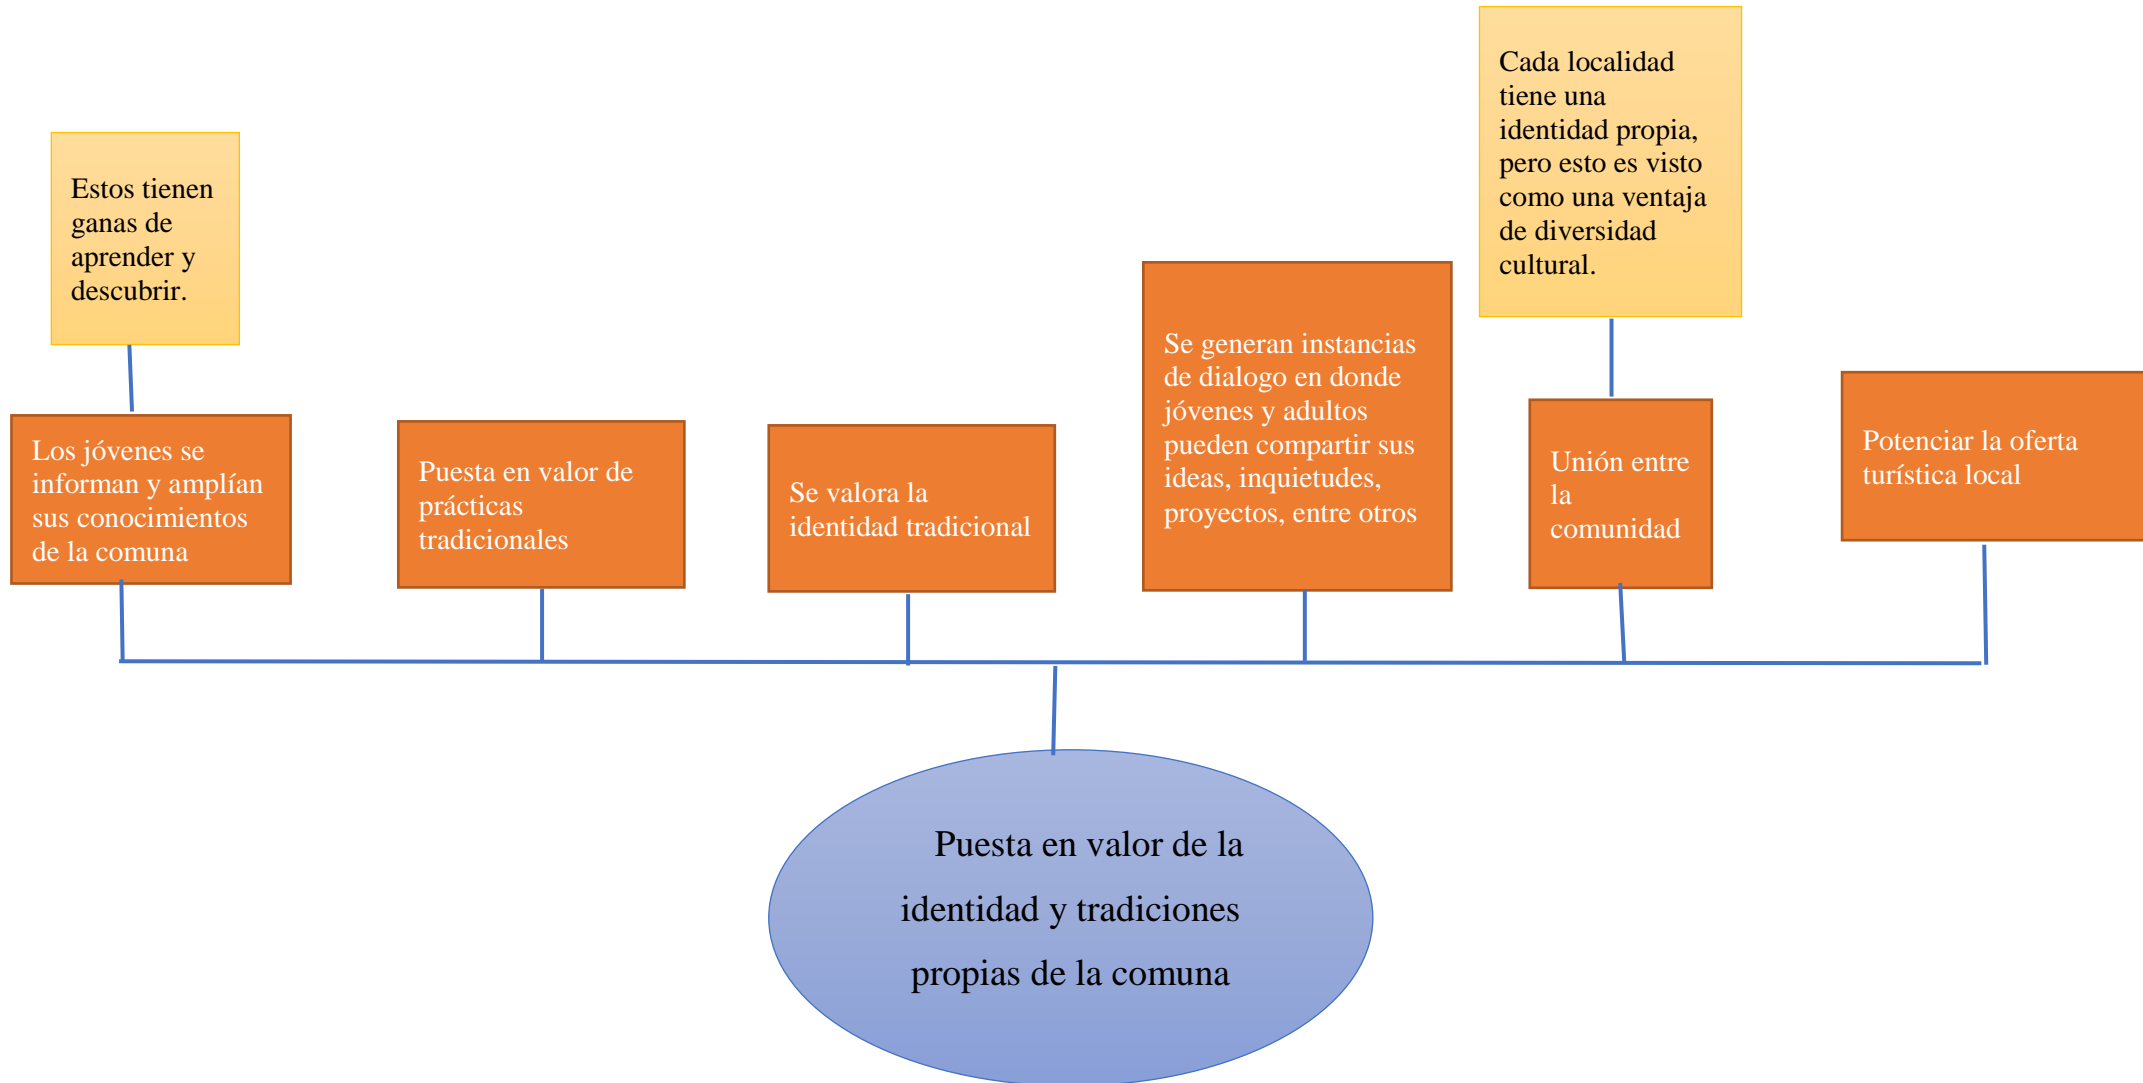 Estos tienen
ganas de
aprender y
descubrir.
Cada localidad
tiene una
identidad propia,
pero esto es visto
como una ventaja
de diversidad
cultural.
Los jóvenes se
informan y amplían
sus conocimientos
de la comuna
Puesta en valor de
prácticas
tradicionales
Se valora la
identidad tradicional
Se generan instancias
de dialogo en donde
jóvenes y adultos
pueden compartir sus
ideas, inquietudes,
proyectos, entre otros
Unión entre
la
comunidad
Potenciar la oferta
turística local
Puesta en valor de la
identidad y tradiciones
propias de la comuna